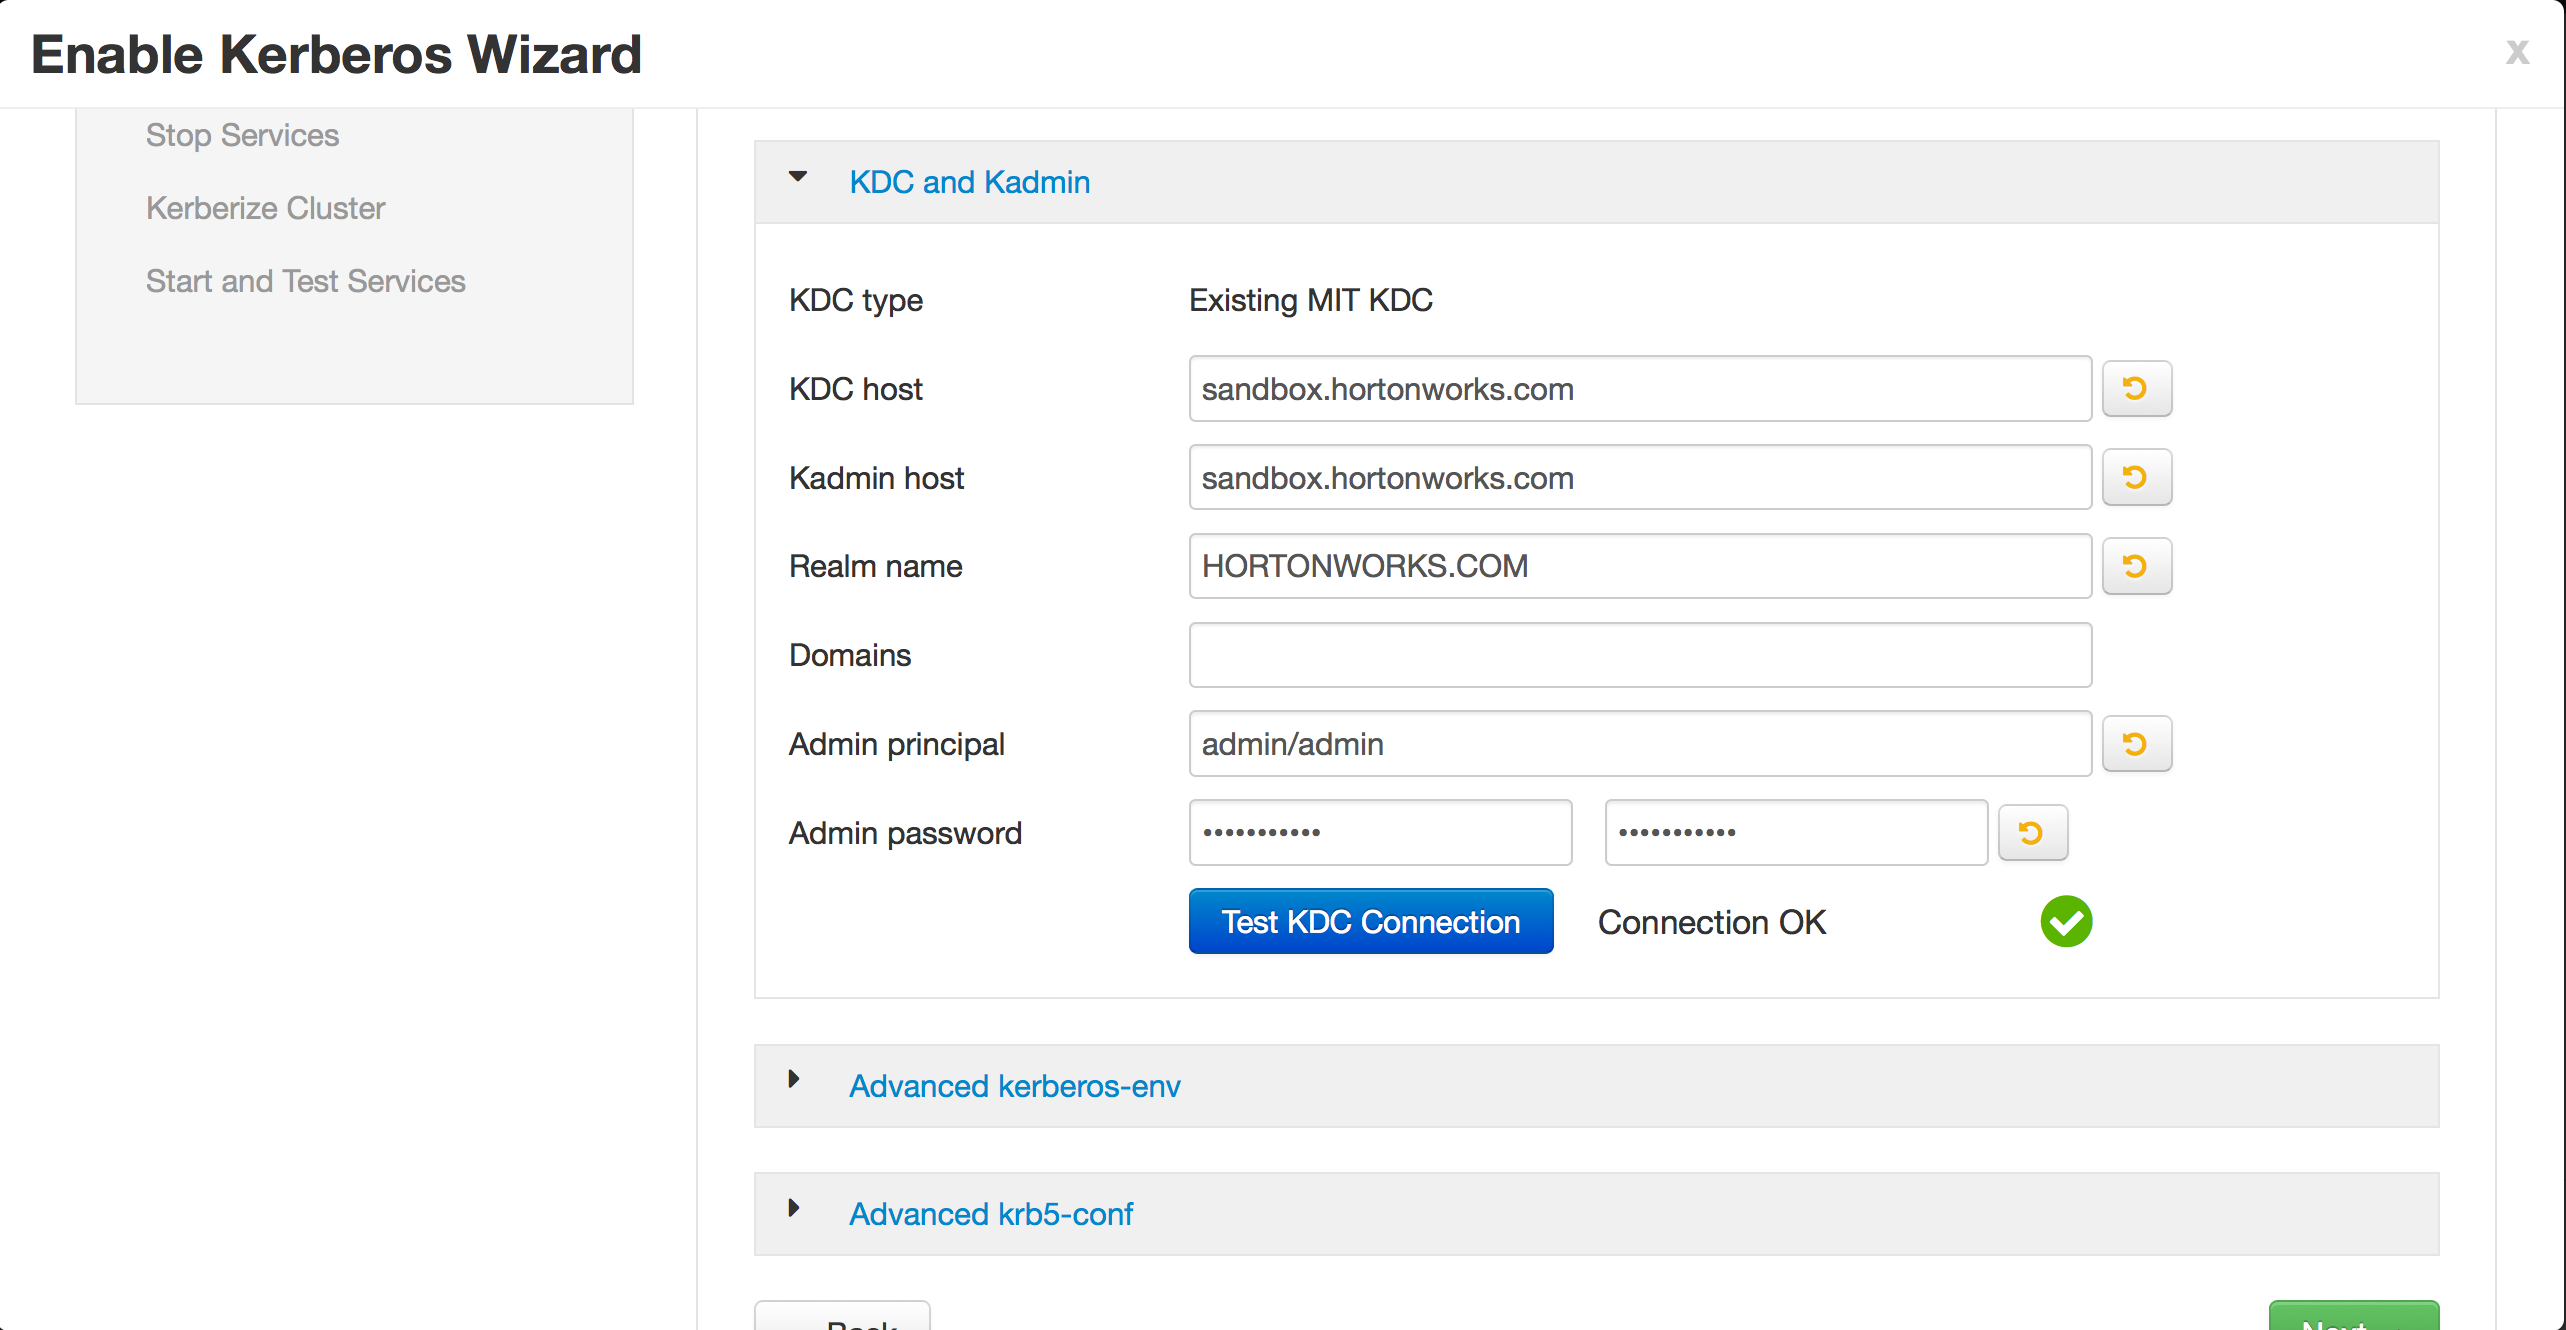 Enable Kerberos Wizard
x
Stop Services
Kerberize Cluster
Start and Test Services
KDC and Kadmin
KDC type Existing MIT KDC
KDC host sandbox.hortonworks.com
Kadmin host sandbox.hortonworks.com
Realm name HORTONWORKS.COM
Domains
Admin principal admin/admin
Admin password ••••••••••• •••••••••••
Test KDC Connection Connection OK
Advanced kerberos-env
Advanced krb5-conf
Back Next